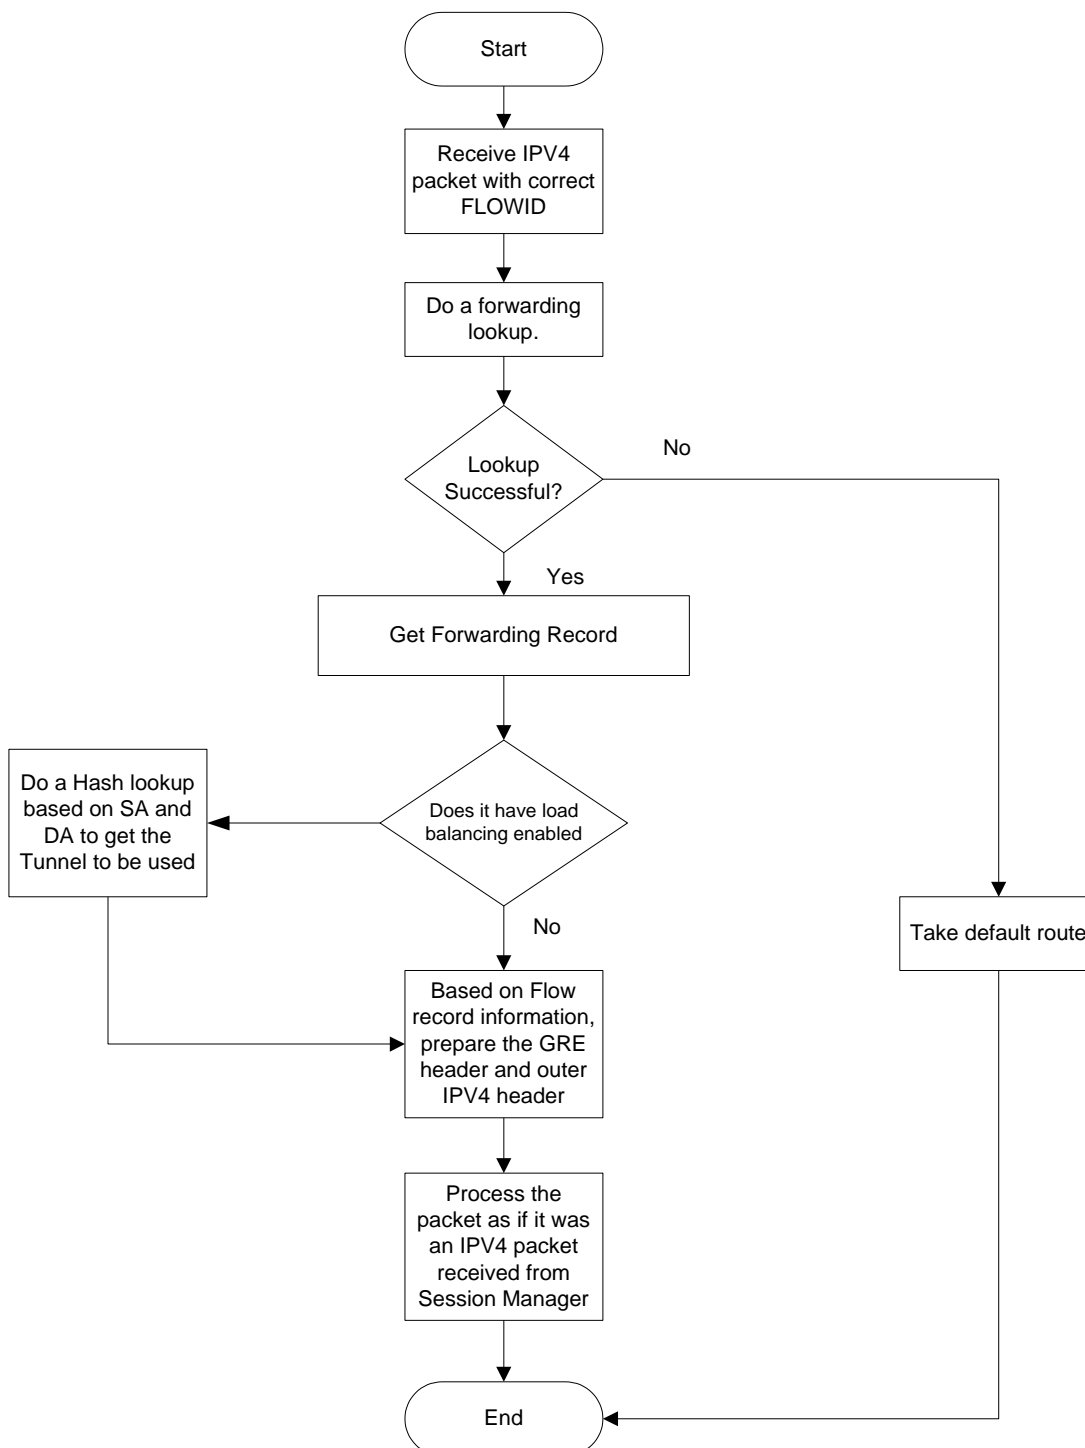 Start
Receive IPV4
packet with correct
FLOWID
Do a forwarding
lookup.
Lookup
Successful?
No
Yes
Get Forwarding Record
Does it have load
balancing enabled
Do a Hash lookup
based on SA and
DA to get the
Tunnel to be used
No
Take default route
Based on Flow
record information,
prepare the GRE
header and outer
IPV4 header
Process the
packet as if it was
an IPV4 packet
received from
Session Manager
End